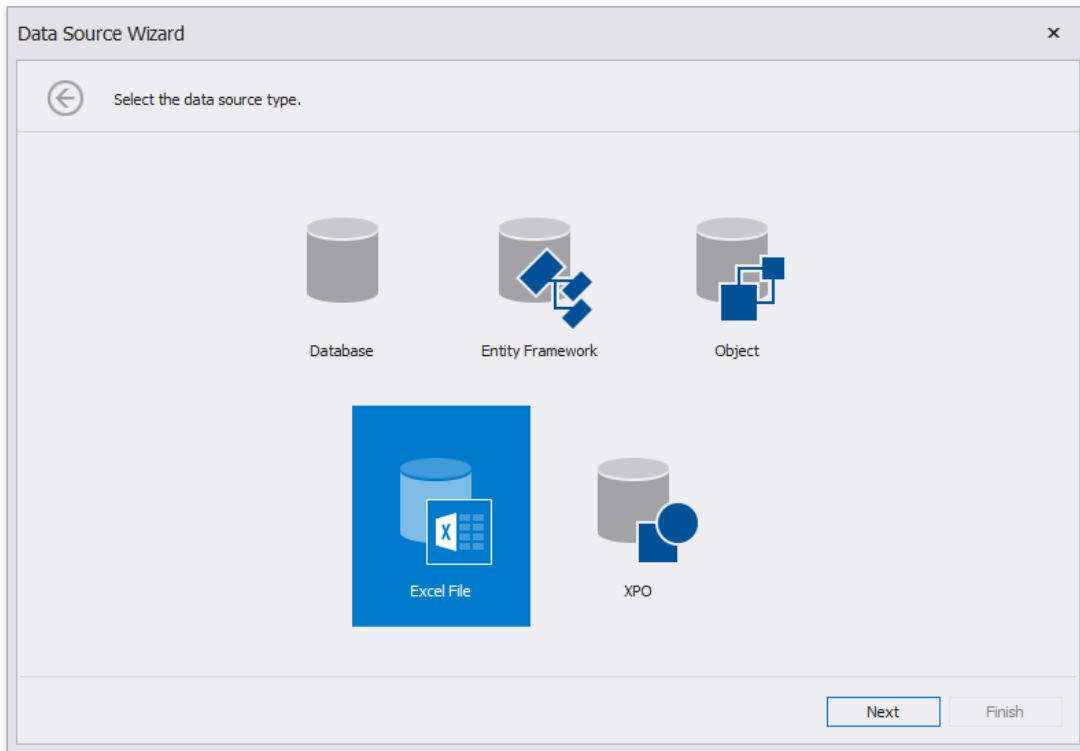 Data Source Wizard
Select the data source type.
Database
Entity Framework
Object
X
Excel File
XPO
Next
Finish